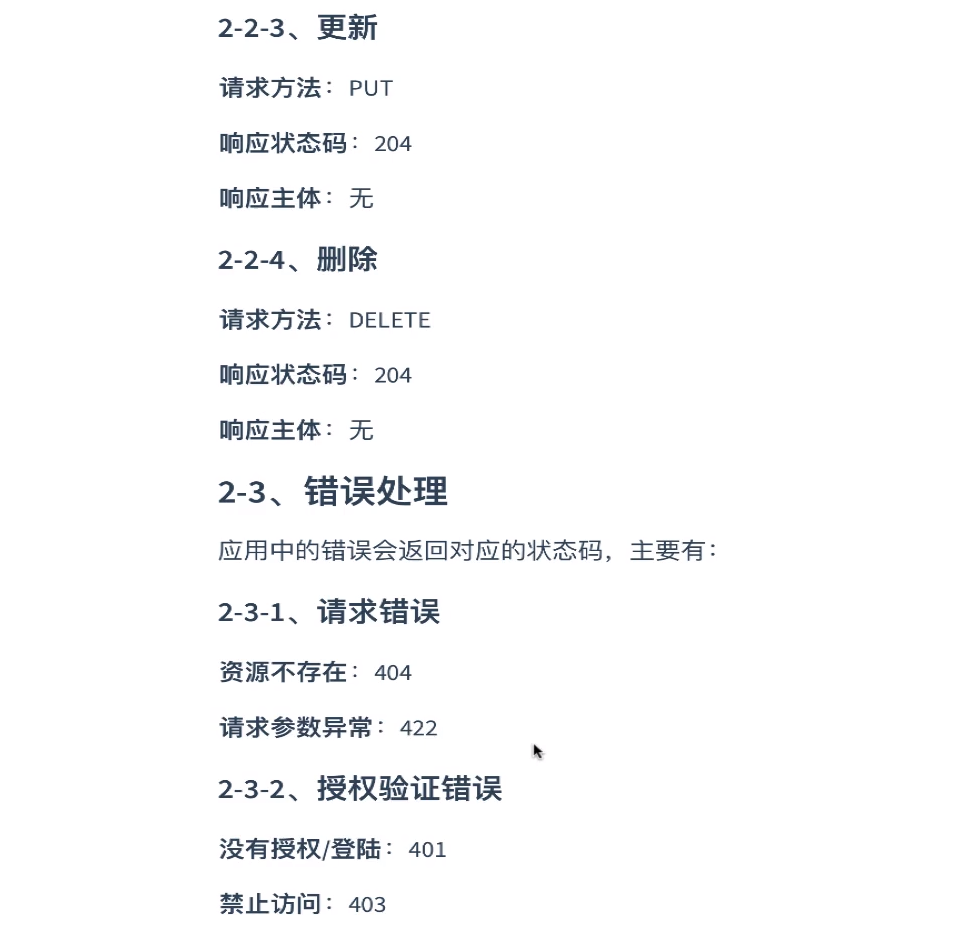 2-2-3、更新
请求方法：PUT
响应状态码：204
响应主体：无
2-2-4、删除
请求方法：DELETE
响应状态码：204
响应主体：无
2-3、错误处理
应用中的错误会返回对应的状态码，主要有：
2-3-1、请求错误
资源不存在：404
请求参数异常：422
2-3-2、授权验证错误
没有授权/登陆：401
禁止访问：403